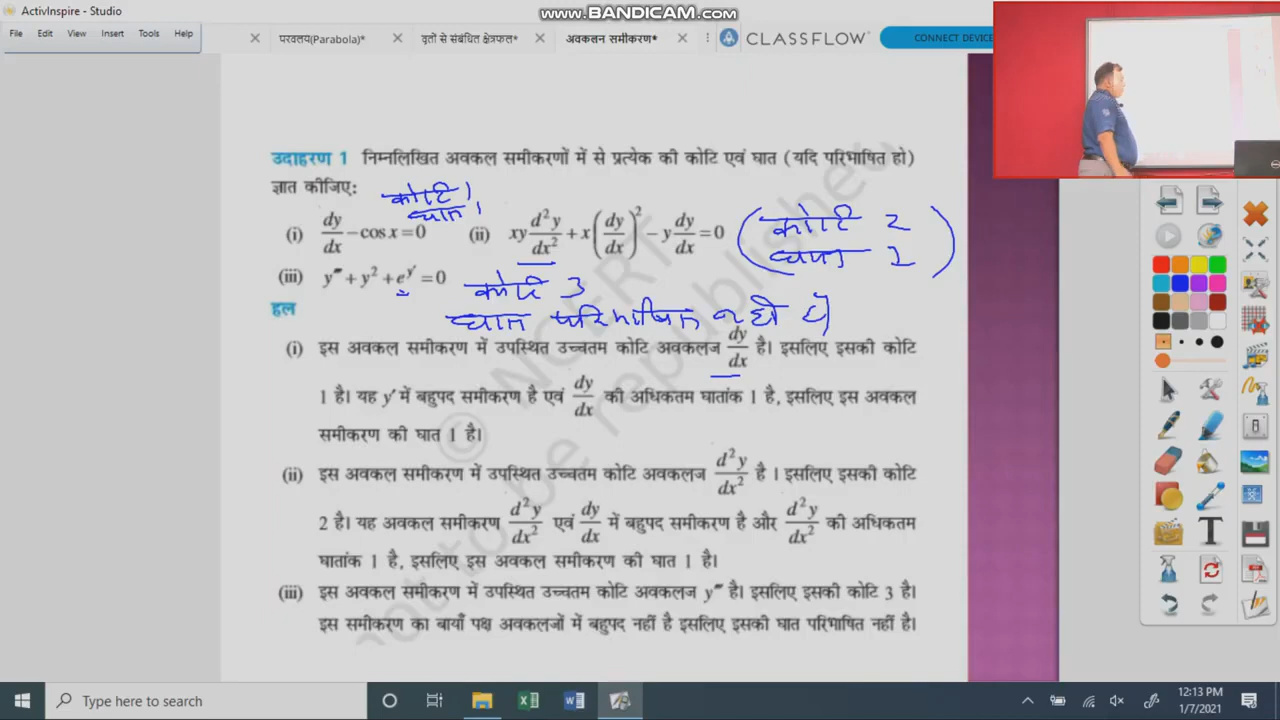 ActivInspire - Studio
www.BANDICAM.com
File Edit View Insert Tools Help
परवलय(Parabola)* वृतों से संबंधित क्षेत्रफल* अवकलन समीकरण* CLASSFLOW CONNECT DEVICE
उदाहरण 1 निम्नलिखित अवकल समीकरणों में से प्रत्येक की कोटि एवं घात (यदि परिभाषित हो)
ज्ञात कीजिए:
कोटि 1
घात 1
(i) dy/dx − cos x = 0 (ii) xy d²y/dx² + x(dy/dx)² − y dy/dx = 0
कोटि 2
घात 1
(iii) y‴ + y² + e^y′ = 0
कोटि 3
घात परिभाषित नही है
हल
(i) इस अवकल समीकरण में उपस्थित उच्चतम कोटि अवकलज dy/dx है। इसलिए इसकी कोटि
1 है। यह y′ में बहुपद समीकरण है एवं dy/dx की अधिकतम घातांक 1 है, इसलिए इस अवकल
समीकरण की घात 1 है।
(ii) इस अवकल समीकरण में उपस्थित उच्चतम कोटि अवकलज d²y/dx² है । इसलिए इसकी कोटि
2 है। यह अवकल समीकरण d²y/dx² एवं dy/dx में बहुपद समीकरण है और d²y/dx² की अधिकतम
घातांक 1 है, इसलिए इस अवकल समीकरण की घात 1 है।
(iii) इस अवकल समीकरण में उपस्थित उच्चतम कोटि अवकलज y‴ है। इसलिए इसकी कोटि 3 है।
इस समीकरण का बायाँ पक्ष अवकलजों में बहुपद नहीं है इसलिए इसकी घात परिभाषित नहीं है।
© NCERT
not to be republished
Type here to search
12:13 PM
1/7/2021